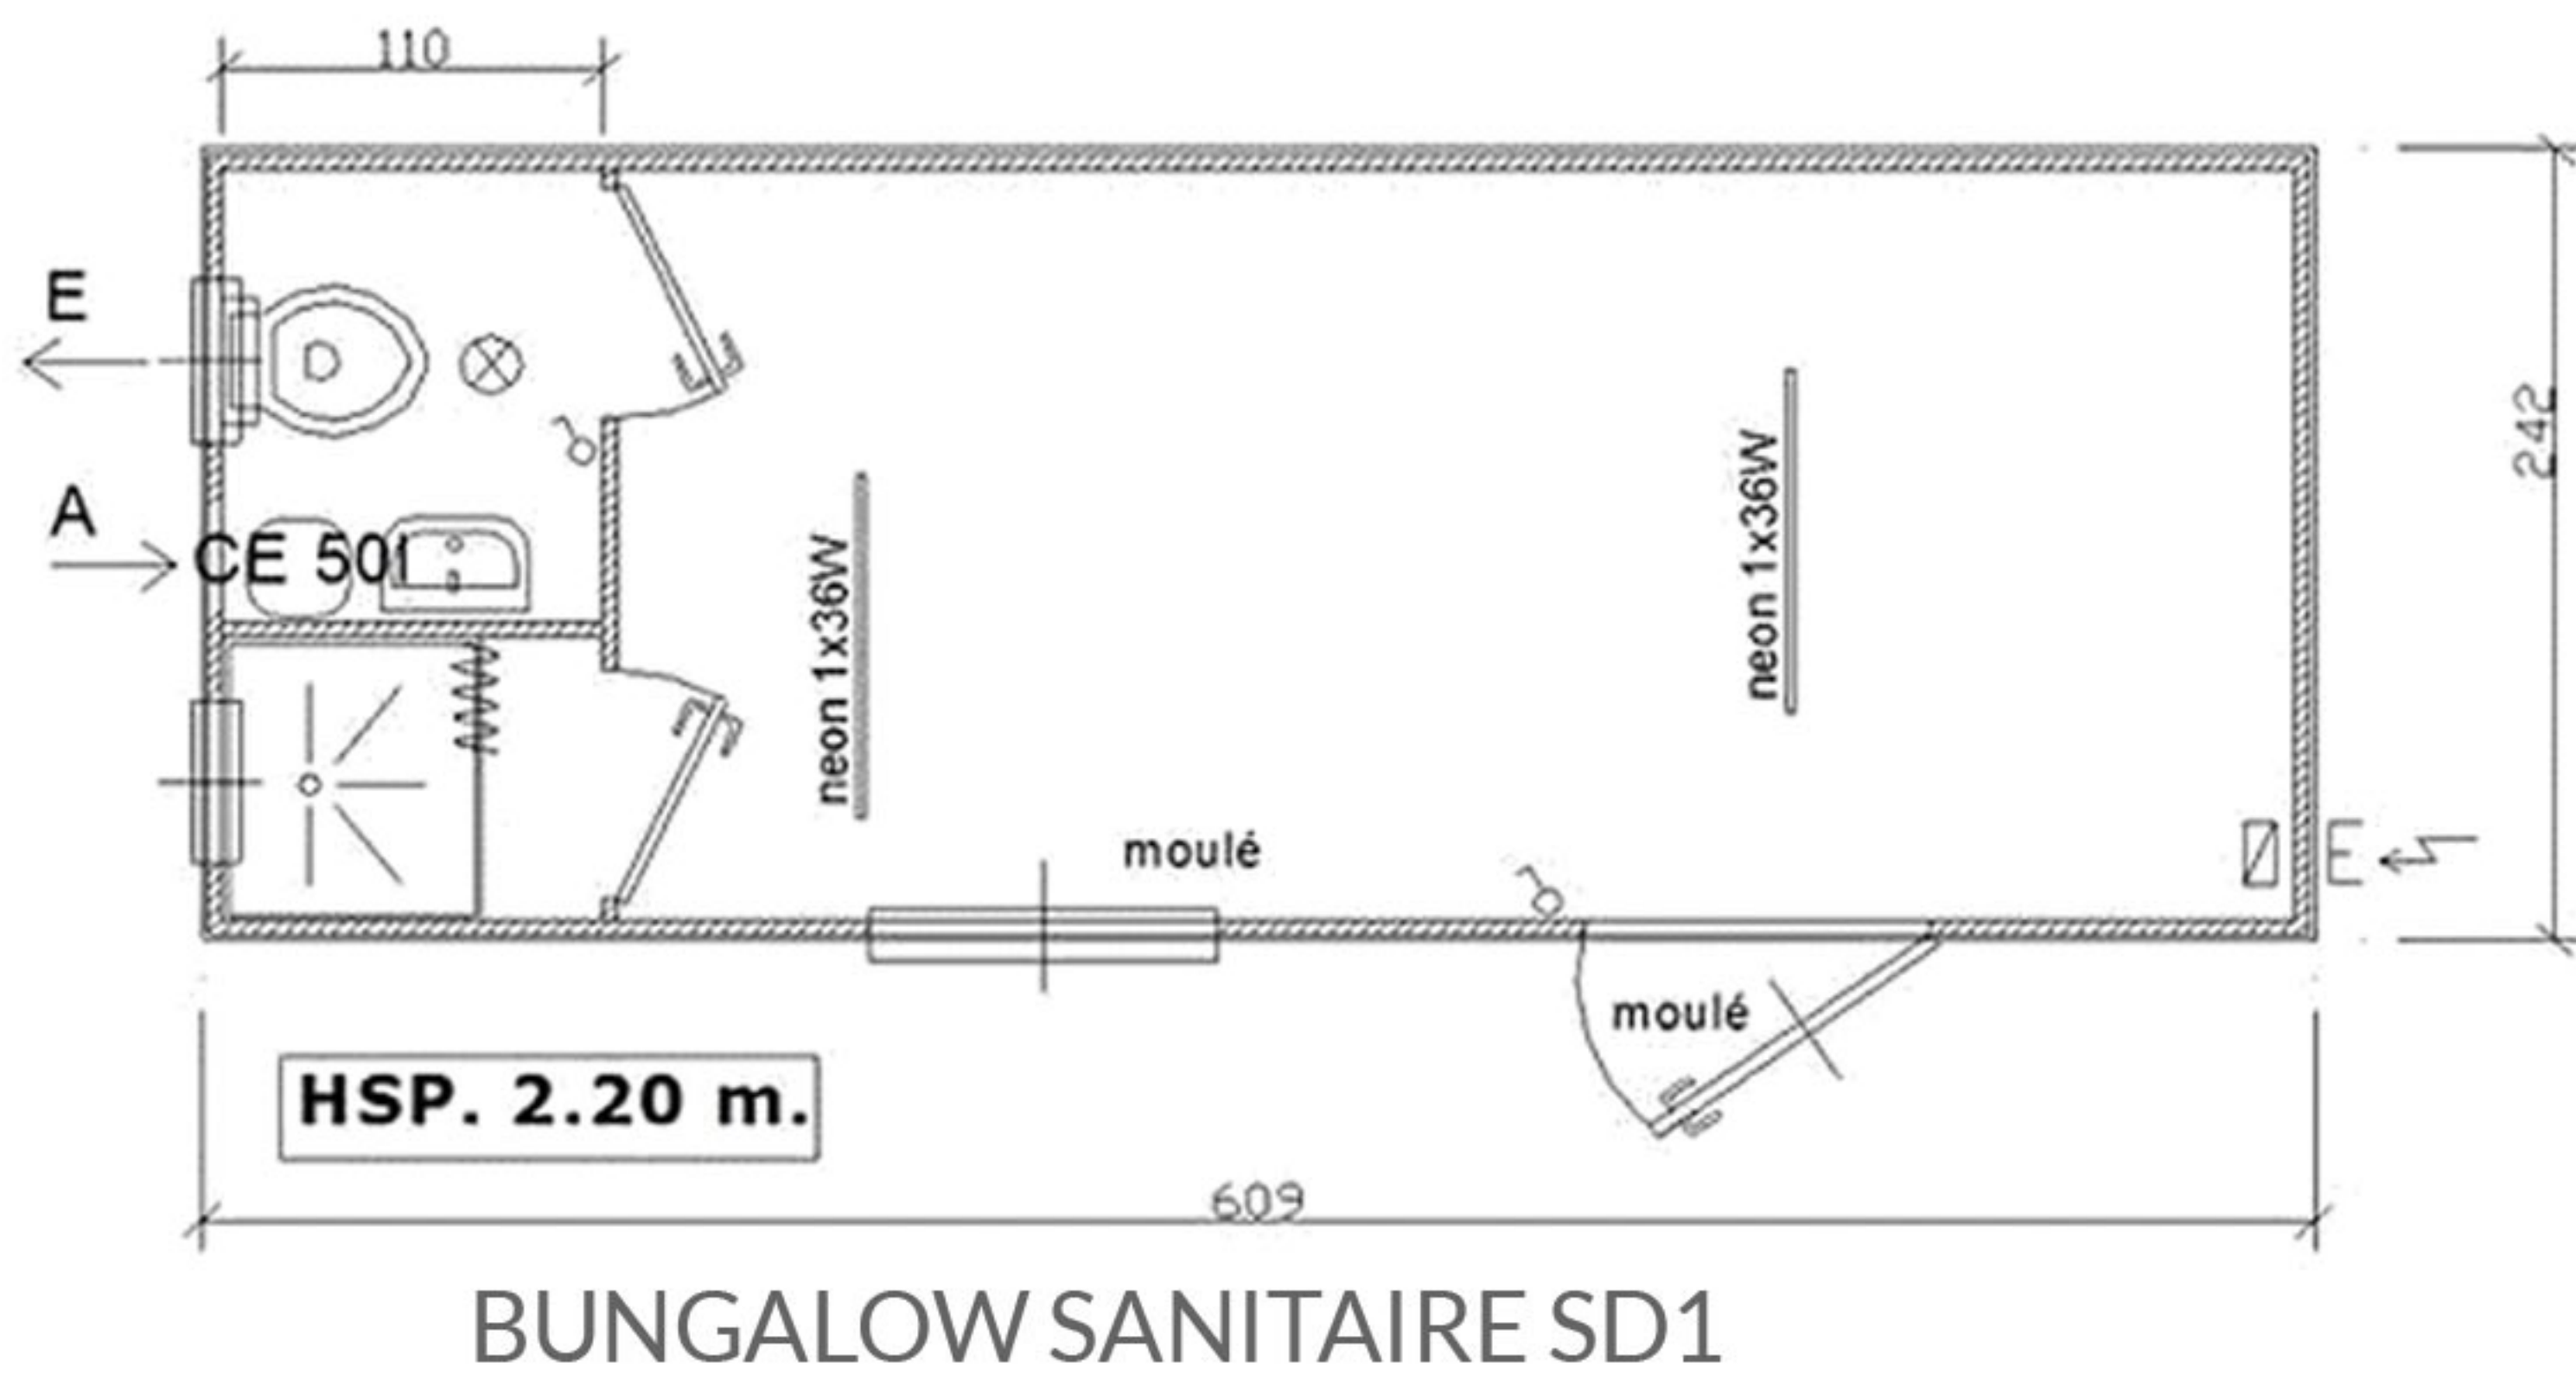 110
E
A
CE 501
neon 1x36W
neon 1x36W
242
moulé
E
moulé
HSP. 2.20 m.
609
BUNGALOW SANITAIRE SD1